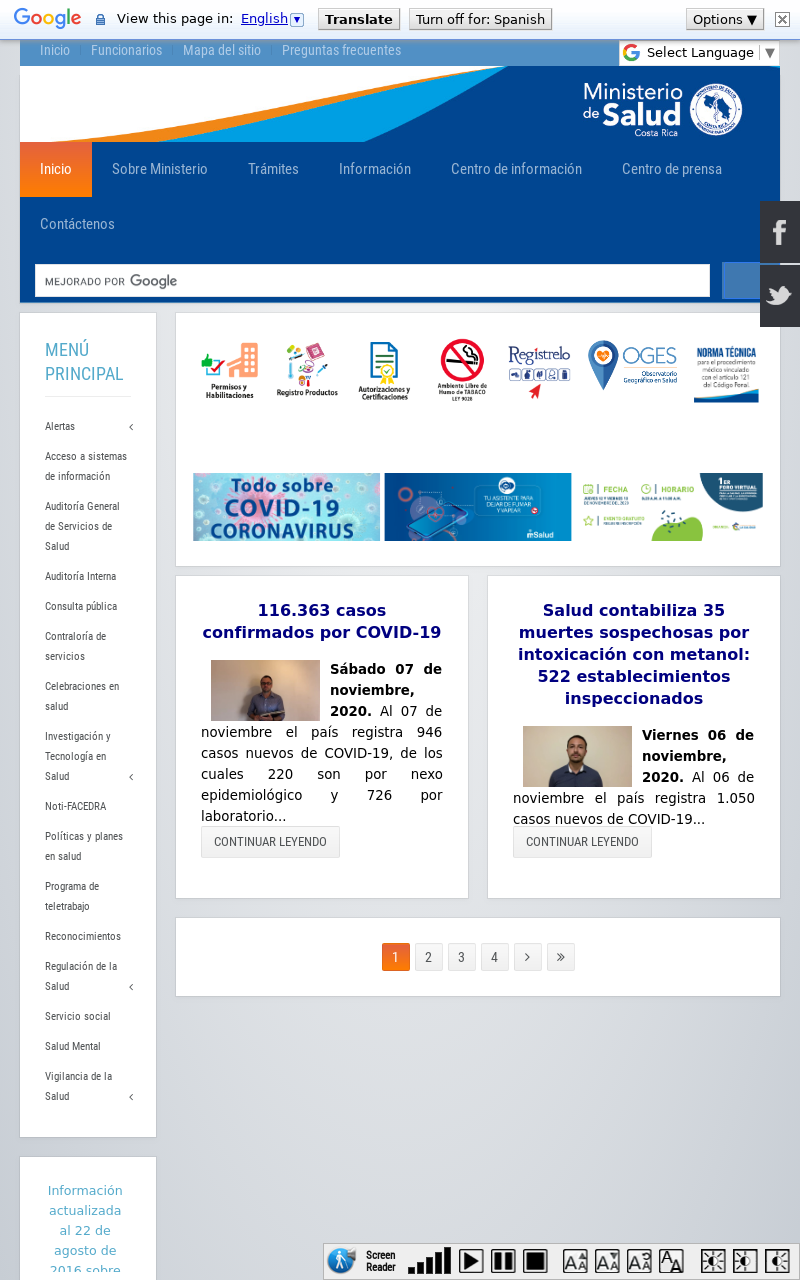 Google View this page in: English Translate Turn off for: Spanish Options ▼
Inicio Funcionarios Mapa del sitio Preguntas frecuentes
G Select Language ▼
Ministerio
de Salud
Costa Rica
Inicio Sobre Ministerio Trámites Información Centro de información Centro de prensa
Contáctenos
MEJORADO POR Google
MENÚ
PRINCIPAL
Alertas
Acceso a sistemas
de información
Auditoría General
de Servicios de
Salud
Auditoría Interna
Consulta pública
Contraloría de
servicios
Celebraciones en
salud
Investigación y
Tecnología en
Salud
Noti-FACEDRA
Políticas y planes
en salud
Programa de
teletrabajo
Reconocimientos
Regulación de la
Salud
Servicio social
Salud Mental
Vigilancia de la
Salud
Información
actualizada
al 22 de
agosto de
2016 sobre
Permisos y
Habilitaciones
Registro Productos
Autorizaciones y
Certificaciones
Ambiente Libre de
Humo de TABACO
LEY 9028
Regístrelo
OGES
Observatorio
Geográfico en Salud
NORMA TÉCNICA
para el procedimiento
médico vinculado
con el artículo 121
del Código Penal.
Todo sobre
COVID-19
CORONAVIRUS
TU ASISTENTE PARA
DEJAR DE FUMAR
Y VAPEAR
mSalud
FECHA
HORARIO
1ER
FORO VIRTUAL
116.363 casos
confirmados por COVID-19
Sábado 07 de
noviembre,
2020. Al 07 de
noviembre el país registra 946
casos nuevos de COVID-19, de los
cuales 220 son por nexo
epidemiológico y 726 por
laboratorio...
CONTINUAR LEYENDO
Salud contabiliza 35
muertes sospechosas por
intoxicación con metanol:
522 establecimientos
inspeccionados
Viernes 06 de
noviembre,
2020. Al 06 de
noviembre el país registra 1.050
casos nuevos de COVID-19...
CONTINUAR LEYENDO
1 2 3 4 › »
Screen
Reader